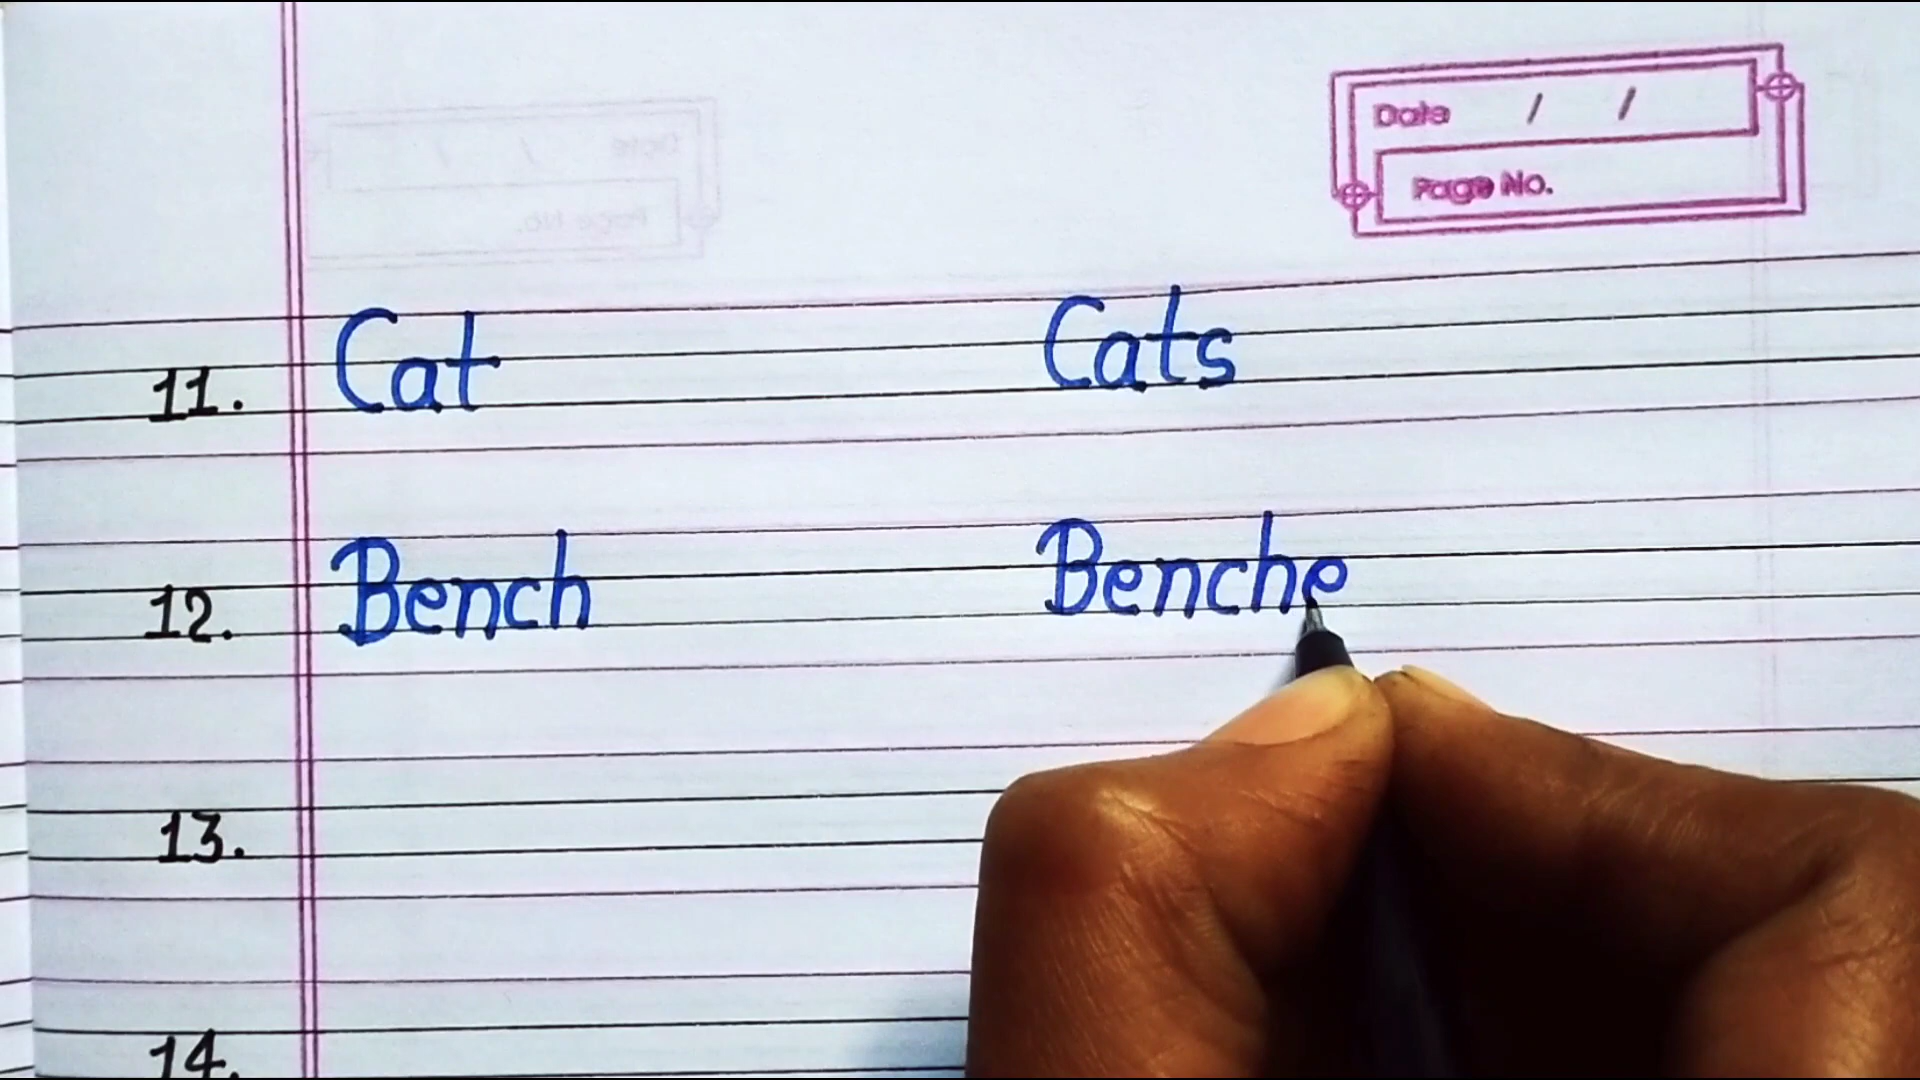 Date / /
Page No.
11. Cat Cats
12. Bench Benche
13.
14.